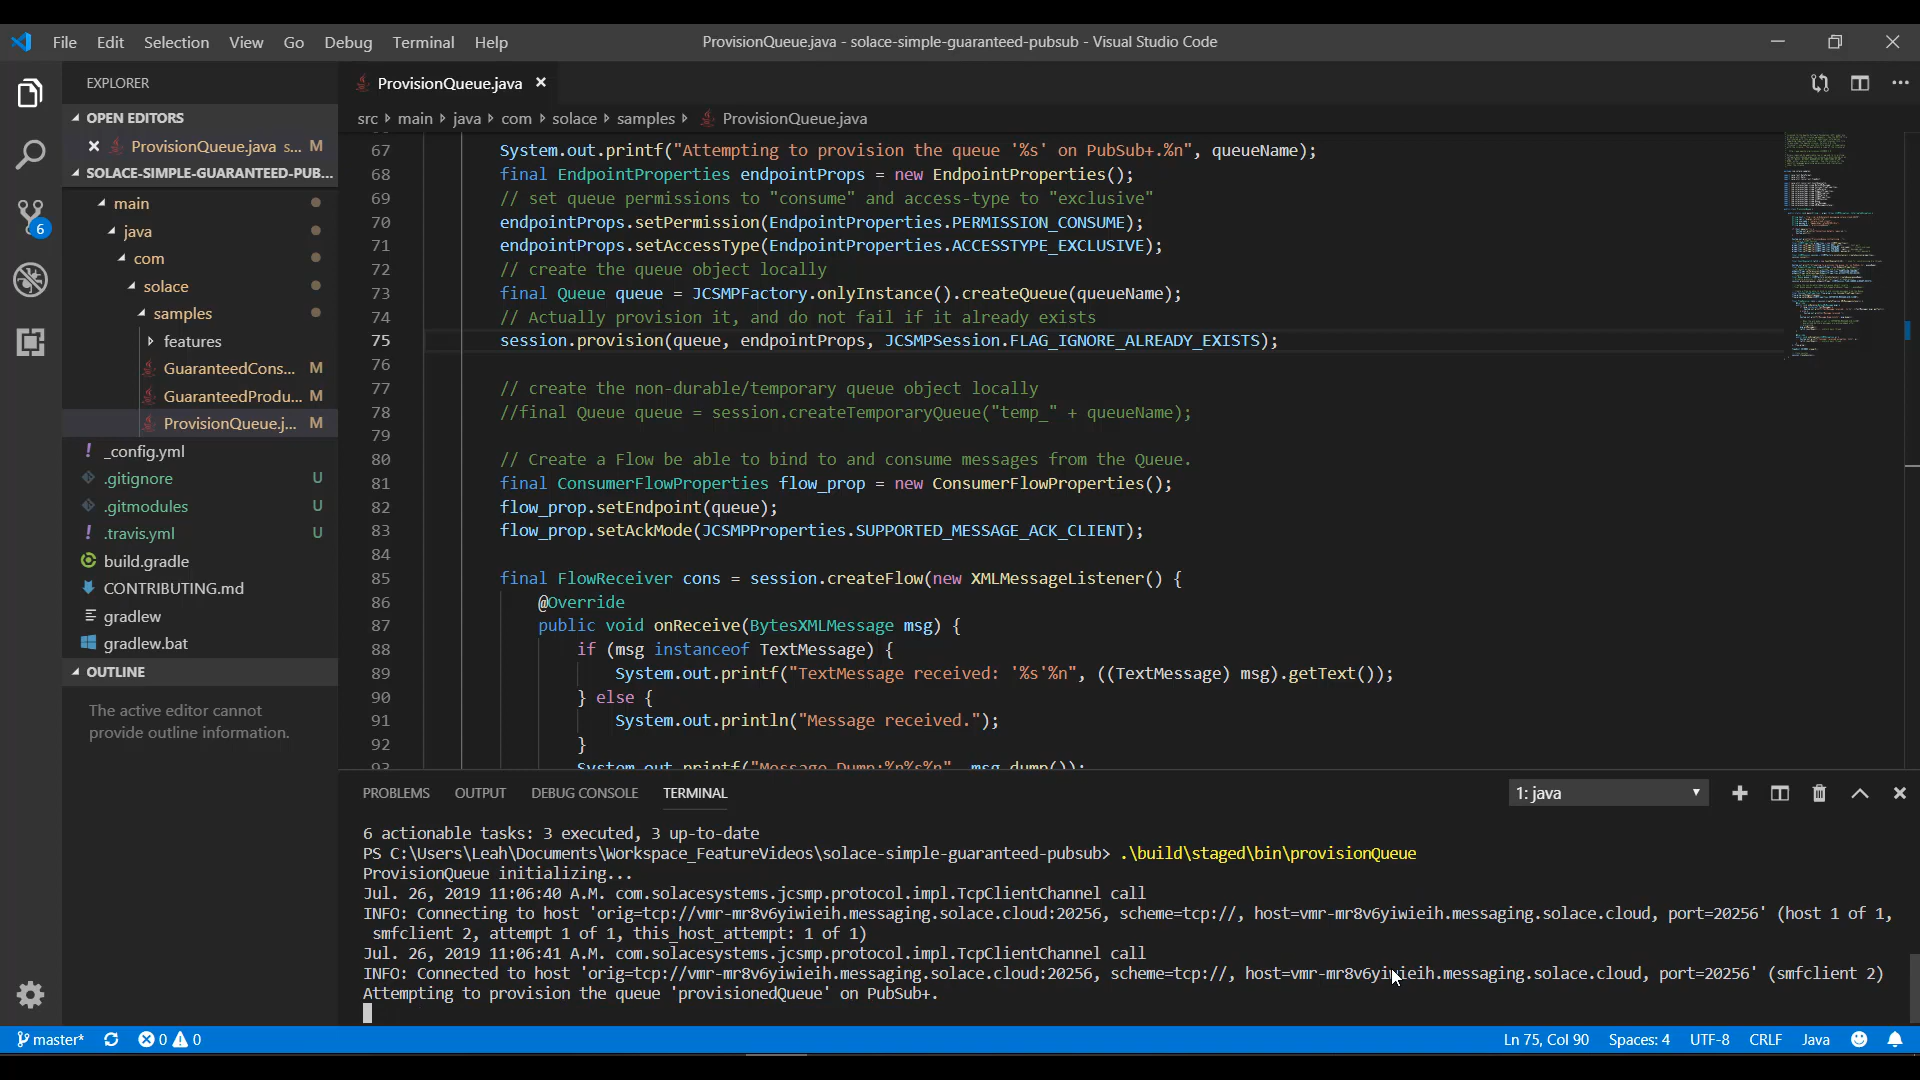 File Edit Selection View Go Debug Terminal Help
ProvisionQueue.java - solace-simple-guaranteed-pubsub - Visual Studio Code
EXPLORER
OPEN EDITORS
ProvisionQueue.java s... M
SOLACE-SIMPLE-GUARANTEED-PUB...
main
java
com
solace
samples
features
GuaranteedCons... M
GuaranteedProdu... M
ProvisionQueue.j... M
_config.yml
.gitignore U
.gitmodules U
.travis.yml U
build.gradle
CONTRIBUTING.md
gradlew
gradlew.bat
OUTLINE
The active editor cannot
provide outline information.
6
ProvisionQueue.java
src main java com solace samples ProvisionQueue.java
67 System.out.printf("Attempting to provision the queue '%s' on PubSub+.%n", queueName);
68 final EndpointProperties endpointProps = new EndpointProperties();
69 // set queue permissions to "consume" and access-type to "exclusive"
70 endpointProps.setPermission(EndpointProperties.PERMISSION_CONSUME);
71 endpointProps.setAccessType(EndpointProperties.ACCESSTYPE_EXCLUSIVE);
72 // create the queue object locally
73 final Queue queue = JCSMPFactory.onlyInstance().createQueue(queueName);
74 // Actually provision it, and do not fail if it already exists
75 session.provision(queue, endpointProps, JCSMPSession.FLAG_IGNORE_ALREADY_EXISTS);
76
77 // create the non-durable/temporary queue object locally
78 //final Queue queue = session.createTemporaryQueue("temp_" + queueName);
79
80 // Create a Flow be able to bind to and consume messages from the Queue.
81 final ConsumerFlowProperties flow_prop = new ConsumerFlowProperties();
82 flow_prop.setEndpoint(queue);
83 flow_prop.setAckMode(JCSMPProperties.SUPPORTED_MESSAGE_ACK_CLIENT);
84
85 final FlowReceiver cons = session.createFlow(new XMLMessageListener() {
86 @Override
87 public void onReceive(BytesXMLMessage msg) {
88 if (msg instanceof TextMessage) {
89 System.out.printf("TextMessage received: '%s'%n", ((TextMessage) msg).getText());
90 } else {
91 System.out.println("Message received.");
92 }
93 System.out.printf("Message Dump:%n%s%n", msg.dump());
PROBLEMS OUTPUT DEBUG CONSOLE TERMINAL
1: java
6 actionable tasks: 3 executed, 3 up-to-date
PS C:\Users\Leah\Documents\Workspace_FeatureVideos\solace-simple-guaranteed-pubsub> .\build\staged\bin\provisionQueue
ProvisionQueue initializing...
Jul. 26, 2019 11:06:40 A.M. com.solacesystems.jcsmp.protocol.impl.TcpClientChannel call
INFO: Connecting to host 'orig=tcp://vmr-mr8v6yiwieih.messaging.solace.cloud:20256, scheme=tcp://, host=vmr-mr8v6yiwieih.messaging.solace.cloud, port=20256' (host 1 of 1,
smfclient 2, attempt 1 of 1, this_host_attempt: 1 of 1)
Jul. 26, 2019 11:06:41 A.M. com.solacesystems.jcsmp.protocol.impl.TcpClientChannel call
INFO: Connected to host 'orig=tcp://vmr-mr8v6yiwieih.messaging.solace.cloud:20256, scheme=tcp://, host=vmr-mr8v6yiwieih.messaging.solace.cloud, port=20256' (smfclient 2)
Attempting to provision the queue 'provisionedQueue' on PubSub+.
master* 0 0
Ln 75, Col 90 Spaces: 4 UTF-8 CRLF Java